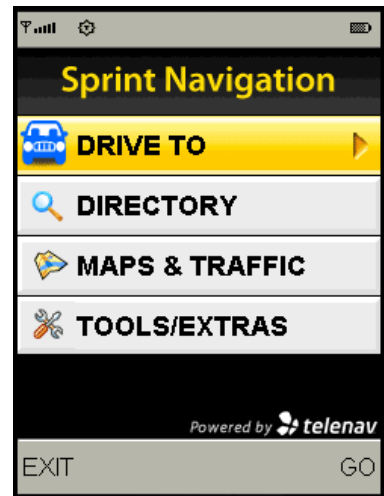 Sprint Navigation
DRIVE TO
DIRECTORY
MAPS & TRAFFIC
TOOLS/EXTRAS
Powered by telenav
EXIT GO